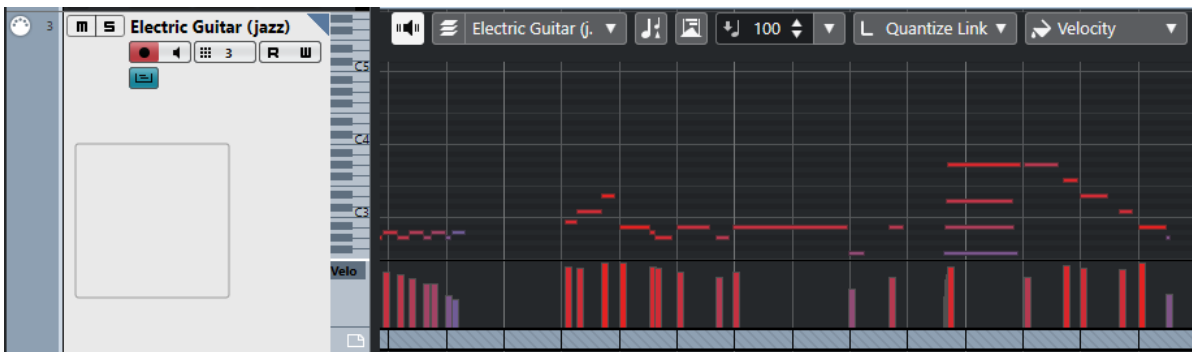 3 m S Electric Guitar (jazz)
3 R W
Electric Guitar (j. 100 Quantize Link Velocity
C5
C4
C3
Velo